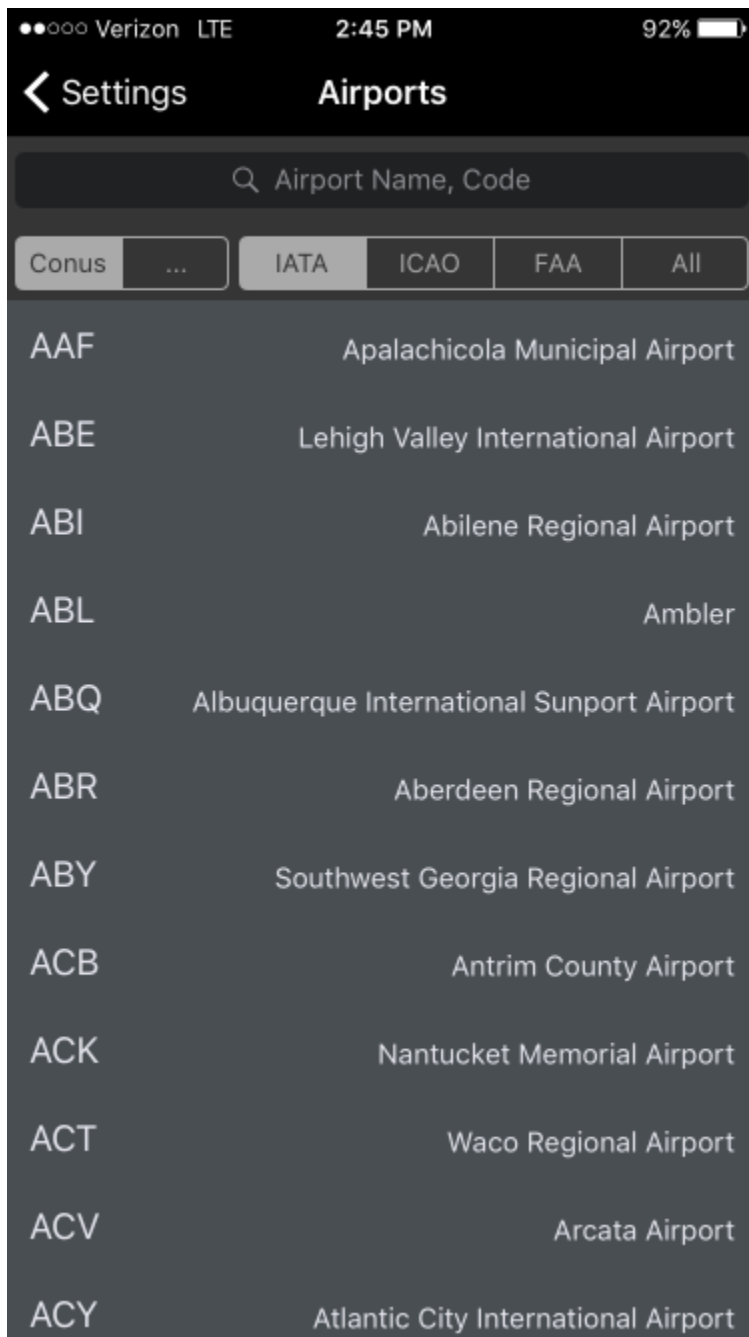 Verizon LTE 2:45 PM 92%
Settings Airports
Airport Name, Code
Conus ... IATA ICAO FAA All
AAF Apalachicola Municipal Airport
ABE Lehigh Valley International Airport
ABI Abilene Regional Airport
ABL Ambler
ABQ Albuquerque International Sunport Airport
ABR Aberdeen Regional Airport
ABY Southwest Georgia Regional Airport
ACB Antrim County Airport
ACK Nantucket Memorial Airport
ACT Waco Regional Airport
ACV Arcata Airport
ACY Atlantic City International Airport